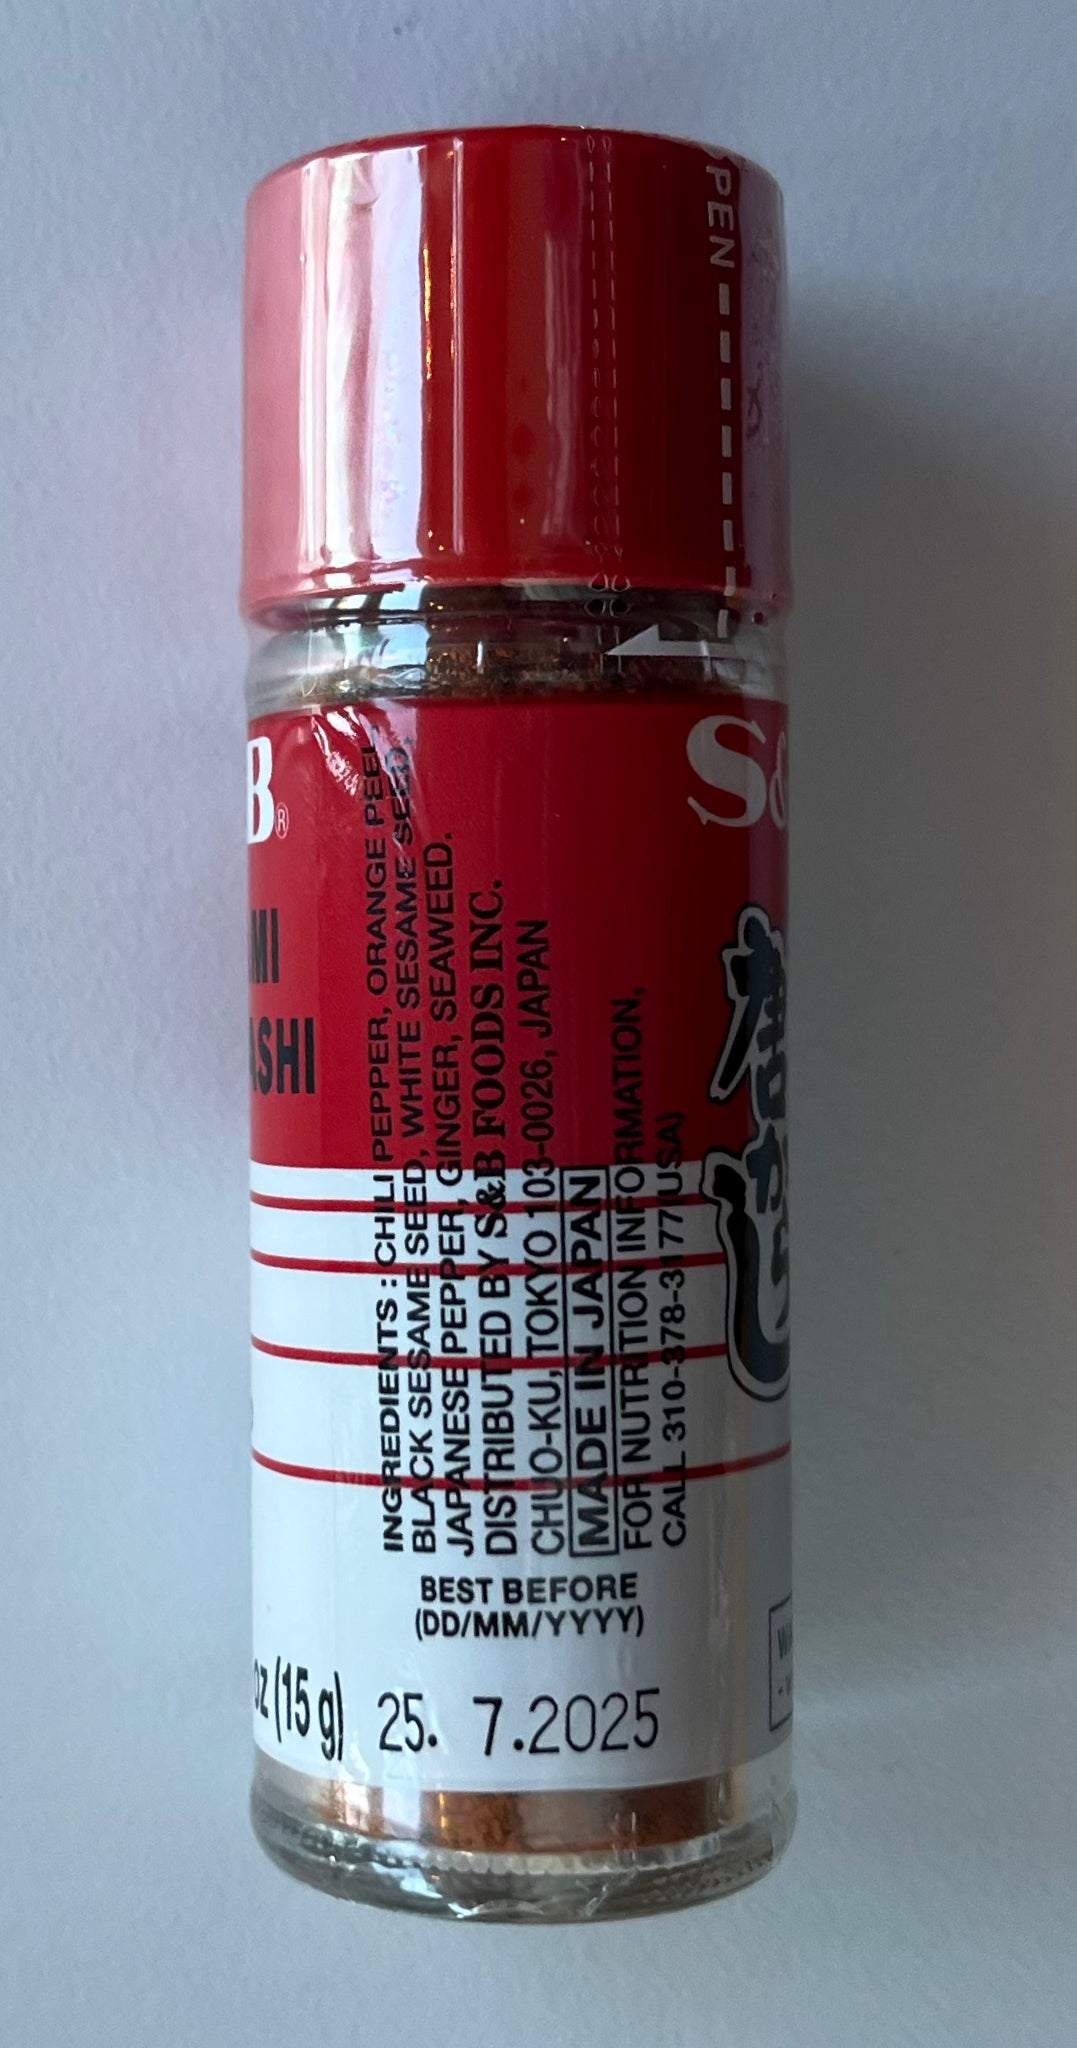 PEN
B®
MI
ASHI
INGREDIENTS : CHILI PEPPER, ORANGE PEEL,
BLACK SESAME SEED, WHITE SESAME SEED,
JAPANESE PEPPER, GINGER, SEAWEED.
DISTRIBUTED BY S&B FOODS INC.
CHUO-KU, TOKYO 103-0026, JAPAN
MADE IN JAPAN
FOR NUTRITION INFORMATION,
CALL 310-378-3177(USA)
BEST BEFORE
(DD/MM/YYYY)
25. 7.2025
oz (15 g)
S&